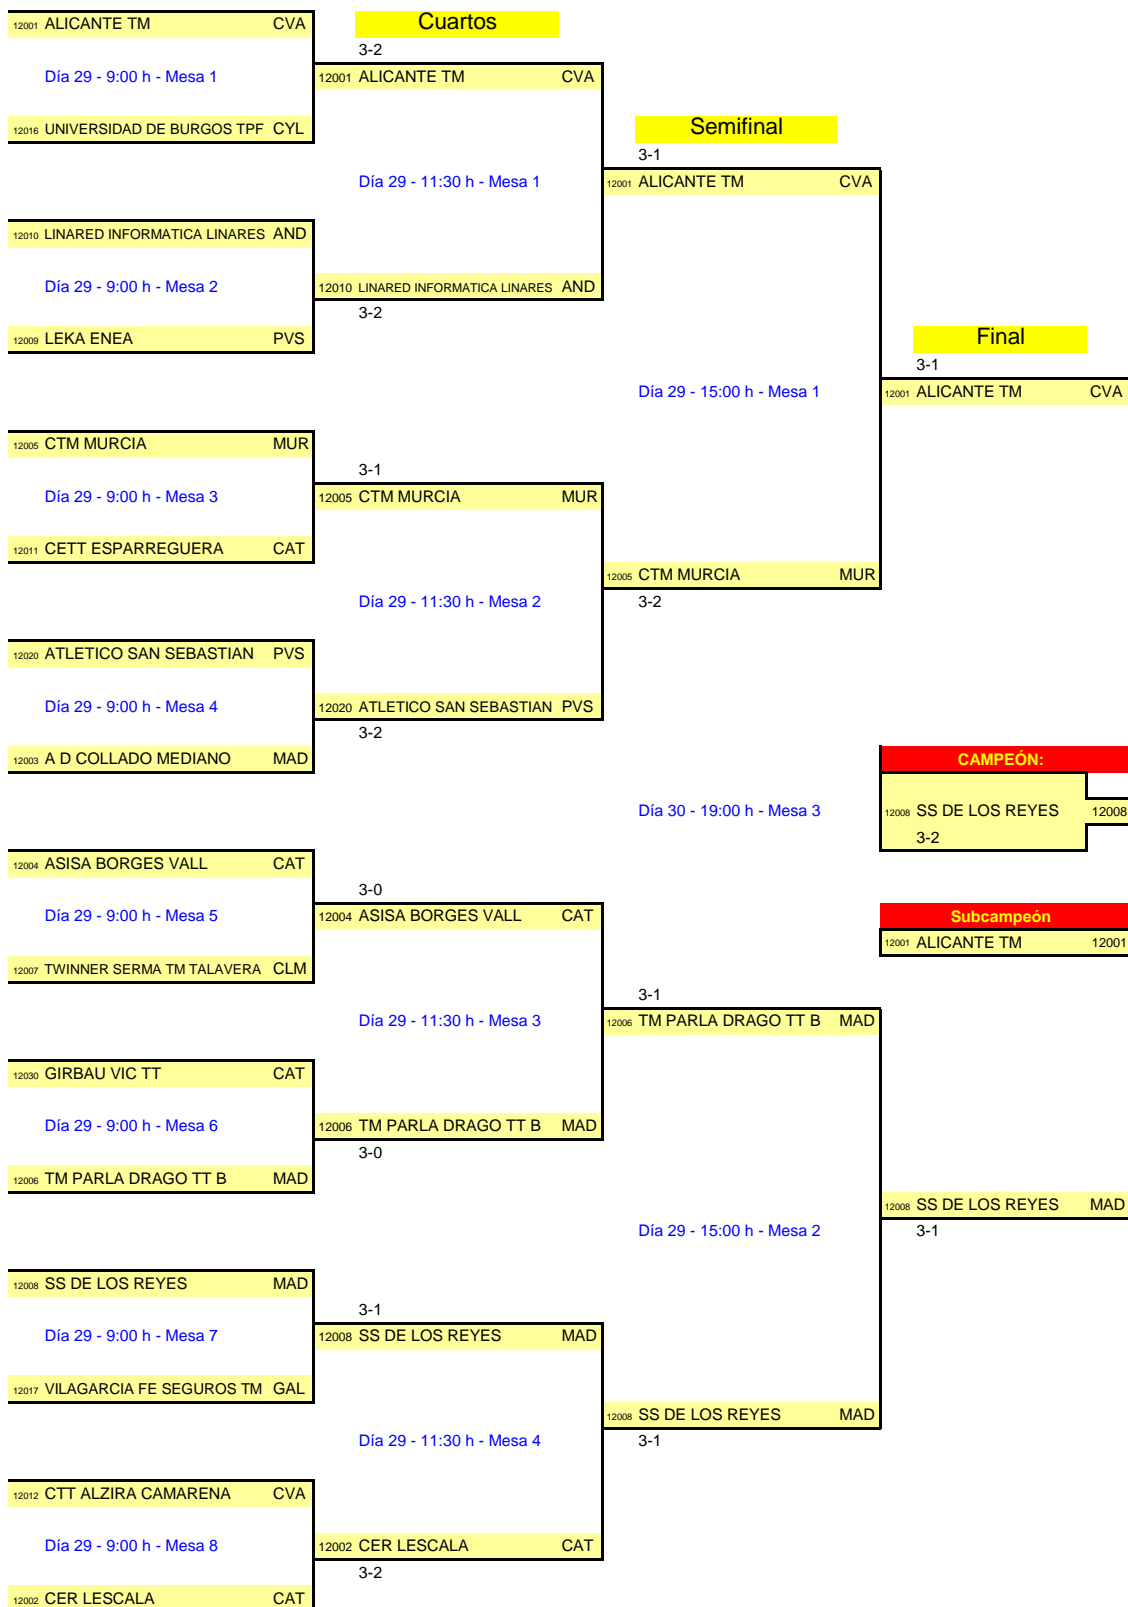 12001 ALICANTE TM CVA
Cuartos
3-2
Día 29 - 9:00 h - Mesa 1
12001 ALICANTE TM CVA
12016 UNIVERSIDAD DE BURGOS TPF CYL
Semifinal
3-1
Día 29 - 11:30 h - Mesa 1
12001 ALICANTE TM CVA
12010 LINARED INFORMATICA LINARES AND
Día 29 - 9:00 h - Mesa 2
12010 LINARED INFORMATICA LINARES AND
3-2
12009 LEKA ENEA PVS
Final
3-1
Día 29 - 15:00 h - Mesa 1
12001 ALICANTE TM CVA
12005 CTM MURCIA MUR
3-1
Día 29 - 9:00 h - Mesa 3
12005 CTM MURCIA MUR
12011 CETT ESPARREGUERA CAT
12005 CTM MURCIA MUR
Día 29 - 11:30 h - Mesa 2
3-2
12020 ATLETICO SAN SEBASTIAN PVS
Día 29 - 9:00 h - Mesa 4
12020 ATLETICO SAN SEBASTIAN PVS
3-2
12003 A D COLLADO MEDIANO MAD
CAMPEÓN:
Día 30 - 19:00 h - Mesa 3
12008 SS DE LOS REYES 12008
3-2
12004 ASISA BORGES VALL CAT
3-0
Día 29 - 9:00 h - Mesa 5
12004 ASISA BORGES VALL CAT
Subcampeón
12001 ALICANTE TM 12001
12007 TWINNER SERMA TM TALAVERA CLM
3-1
Día 29 - 11:30 h - Mesa 3
12006 TM PARLA DRAGO TT B MAD
12030 GIRBAU VIC TT CAT
Día 29 - 9:00 h - Mesa 6
12006 TM PARLA DRAGO TT B MAD
3-0
12006 TM PARLA DRAGO TT B MAD
12008 SS DE LOS REYES MAD
Día 29 - 15:00 h - Mesa 2
3-1
12008 SS DE LOS REYES MAD
3-1
Día 29 - 9:00 h - Mesa 7
12008 SS DE LOS REYES MAD
12017 VILAGARCIA FE SEGUROS TM GAL
12008 SS DE LOS REYES MAD
Día 29 - 11:30 h - Mesa 4
3-1
12012 CTT ALZIRA CAMARENA CVA
Día 29 - 9:00 h - Mesa 8
12002 CER LESCALA CAT
3-2
12002 CER LESCALA CAT